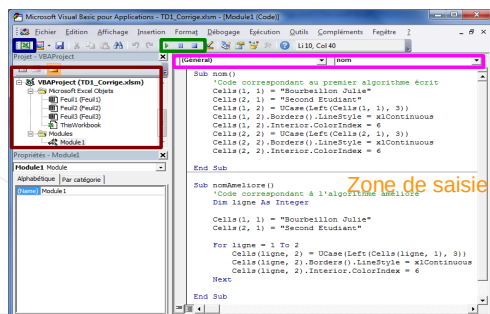 Microsoft Visual Basic pour Applications - TD1_Corrige.xlsm - [Module1 (Code)]
Fichier Edition Affichage Insertion Format Débogage Exécution Outils Compléments Fenêtre ?
Li 10, Col 40
Projet - VBAProject
VBAProject (TD1_Corrige.xlsm)
Microsoft Excel Objets
Feuil1 (Feuil1)
Feuil2 (Feuil2)
Feuil3 (Feuil3)
ThisWorkbook
Modules
Module1
Propriétés - Module1
Module1 Module
Alphabétique Par catégorie
(Name) Module1
(Général) nom
Sub nom()
'Code correspondant au premier algorithme écrit
Cells(1, 1) = "Bourbeillon Julie"
Cells(2, 1) = "Second Etudiant"
Cells(1, 2) = UCase(Left(Cells(1, 1), 3))
Cells(1, 2).Borders().LineStyle = xlContinuous
Cells(1, 2).Interior.ColorIndex = 6
Cells(2, 2) = UCase(Left(Cells(2, 1), 3))
Cells(2, 2).Borders().LineStyle = xlContinuous
Cells(2, 2).Interior.ColorIndex = 6
End Sub
Sub nomAmeliore()
'Code correspondant à l'algorithme amélioré
Zone de saisie
Dim ligne As Integer
Cells(1, 1) = "Bourbeillon Julie"
Cells(2, 1) = "Second Etudiant"
For ligne = 1 To 2
Cells(ligne, 2) = UCase(Left(Cells(ligne, 1), 3))
Cells(ligne, 2).Borders().LineStyle = xlContinuous
Cells(ligne, 2).Interior.ColorIndex = 6
Next
End Sub